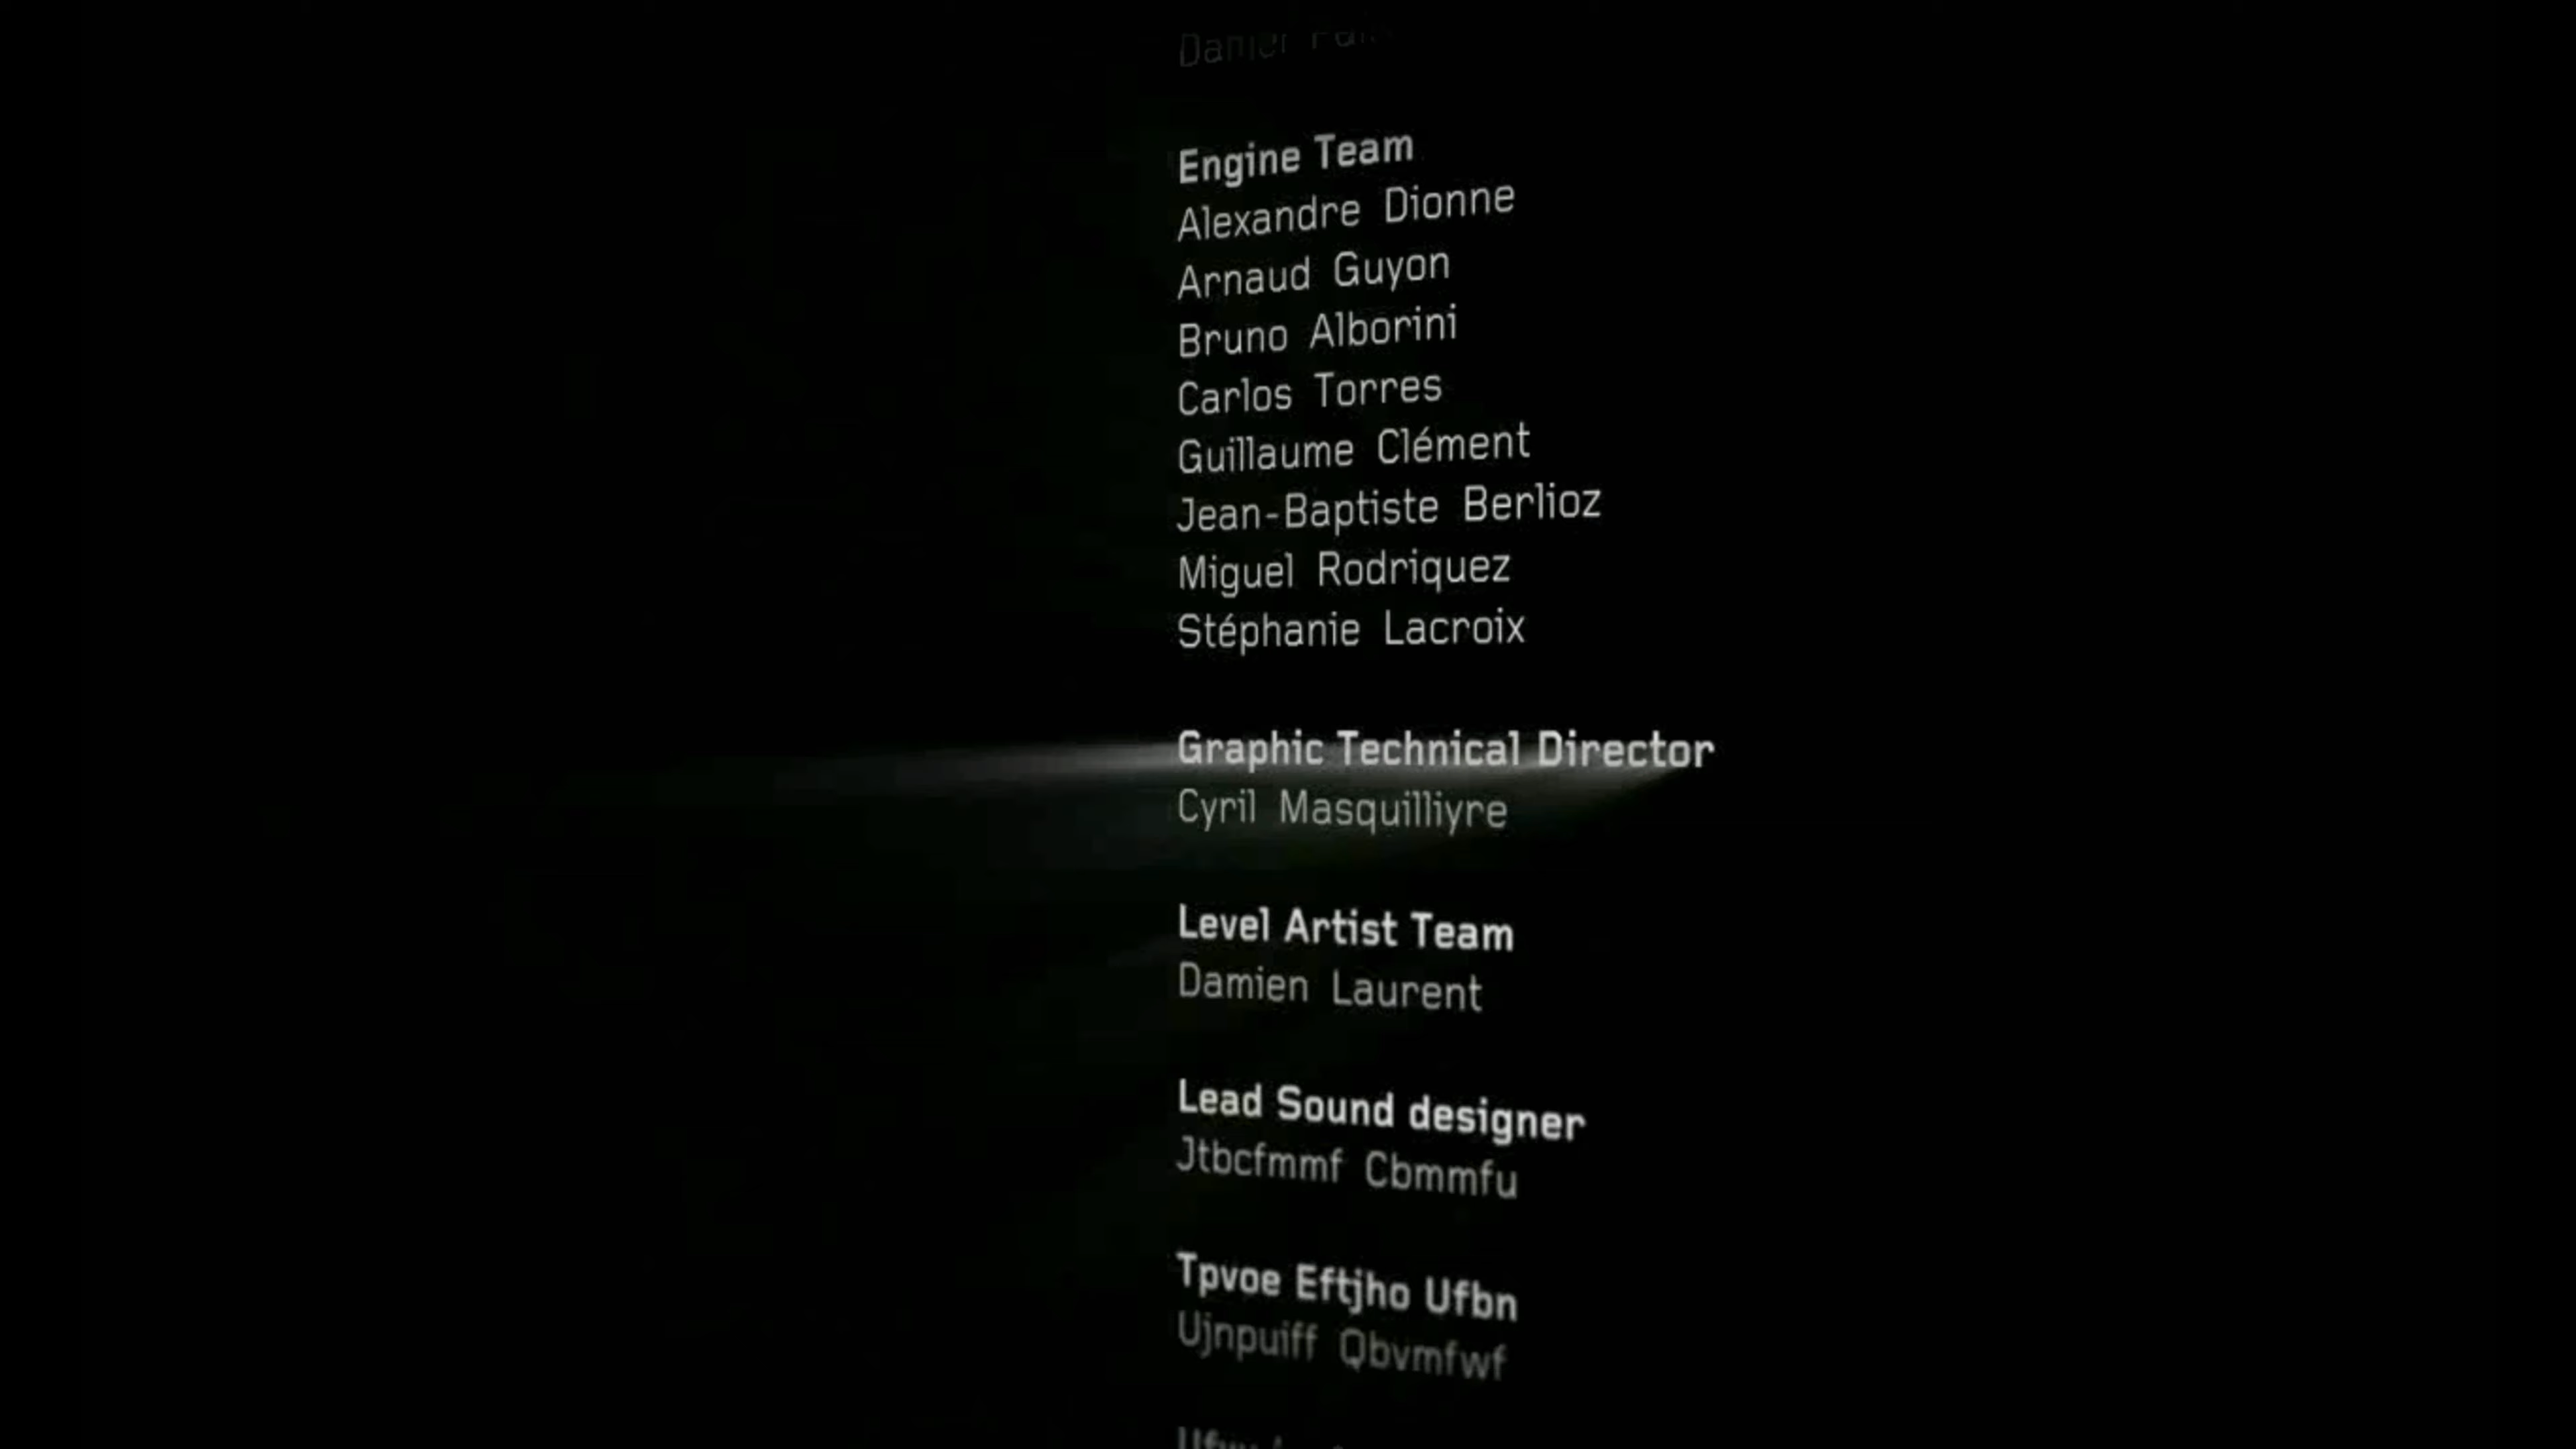 Engine Team
Alexandre Dionne
Arnaud Guyon
Bruno Alborini
Carlos Torres
Guillaume Clément
Jean-Baptiste Berlioz
Miguel Rodriquez
Stéphanie Lacroix
Graphic Technical Director
Cyril Masquilliyre
Level Artist Team
Damien Laurent
Lead Sound designer
Jtbcfmmf Cbmmfu
Tpvoe Eftjho Ufbn
Ujnpuiff Qbvmfwf